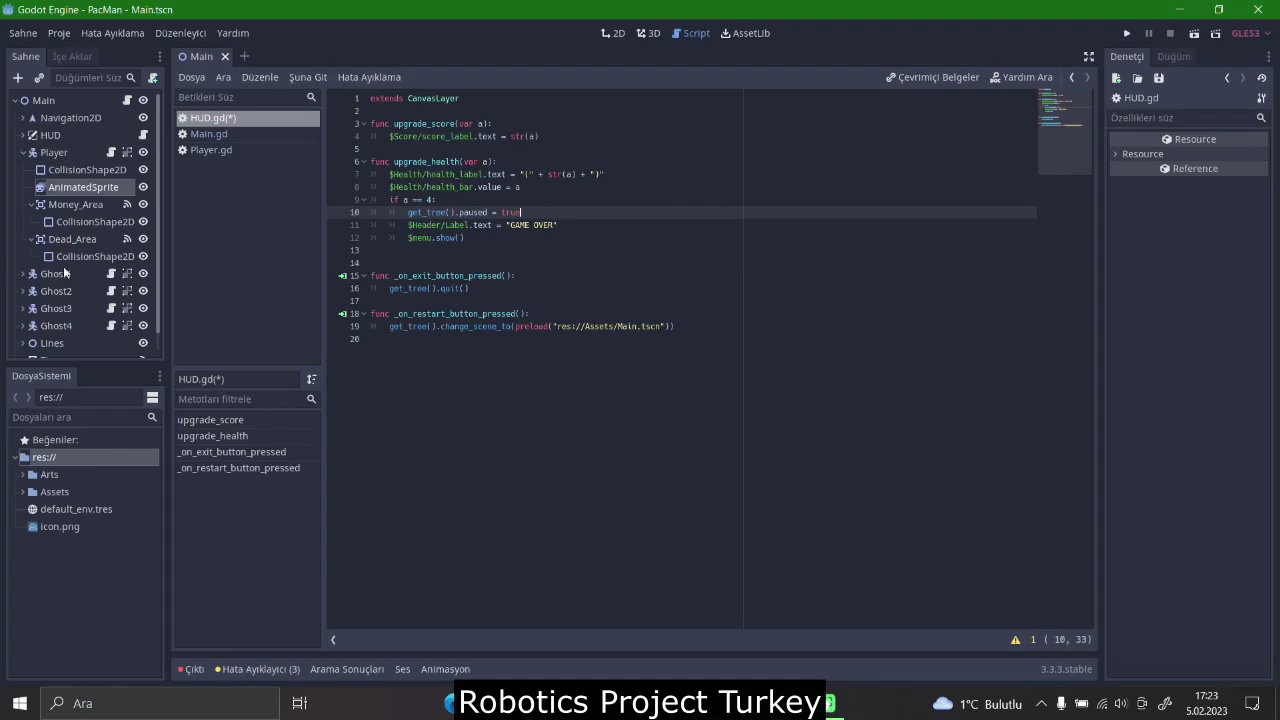 Godot Engine - PacMan - Main.tscn
Sahne Proje Hata Ayıklama Düzenleyici Yardım
2D 3D Script AssetLib
GLES3
Sahne İçe Aktar
Düğümleri Süz
Main
Navigation2D
HUD
Player
CollisionShape2D
AnimatedSprite
Money_Area
CollisionShape2D
Dead_Area
CollisionShape2D
Ghost2
Ghost3
Ghost4
Lines
DosyaSistemi
res://
Dosyaları ara
Beğeniler:
res://
Arts
Assets
default_env.tres
icon.png
Main
Dosya Ara Düzenle Şuna Git Hata Ayıklama
Çevrimiçi Belgeler Yardım Ara
Betikleri Süz
HUD.gd(*)
Main.gd
Player.gd
HUD.gd(*)
Metotları filtrele
upgrade_score
upgrade_health
_on_exit_button_pressed
_on_restart_button_pressed
1 extends CanvasLayer
2
3 func upgrade_score(var a):
4 $Score/score_label.text = str(a)
5
6 func upgrade_health(var a):
7 $Health/health_label.text = "(" + str(a) + ")"
8 $Health/health_bar.value = a
9 if a == 4:
10 get_tree().paused = true
11 $Header/Label.text = "GAME OVER"
12 $menu.show()
13
14
15 func _on_exit_button_pressed():
16 get_tree().quit()
17
18 func _on_restart_button_pressed():
19 get_tree().change_scene_to(preload("res://Assets/Main.tscn"))
20
1 ( 10, 33)
Çıktı Hata Ayıklayıcı (3) Arama Sonuçları Ses Animasyon
3.3.3.stable
Denetçi Düğüm
HUD.gd
Özellikleri süz
Resource
Resource
Reference
Ara
Robotics Project Turkey
1°C Bulutlu
17:23
5.02.2023